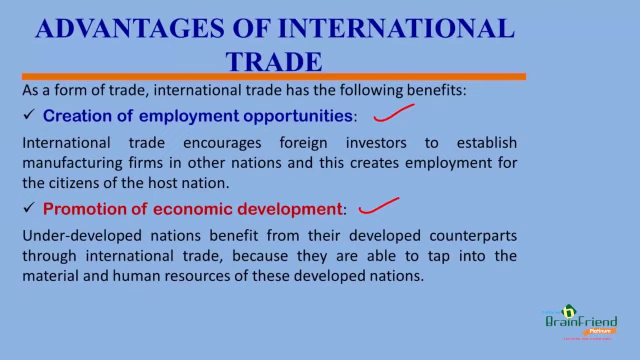 ADVANTAGES OF INTERNATIONAL
TRADE
As a form of trade, international trade has the following benefits:
✓ Creation of employment opportunities:
International trade encourages foreign investors to establish
manufacturing firms in other nations and this creates employment for
the citizens of the host nation.
✓ Promotion of economic development:
Under-developed nations benefit from their developed counterparts
through international trade, because they are able to tap into the
material and human resources of these developed nations.
BrainFriend
Platinum